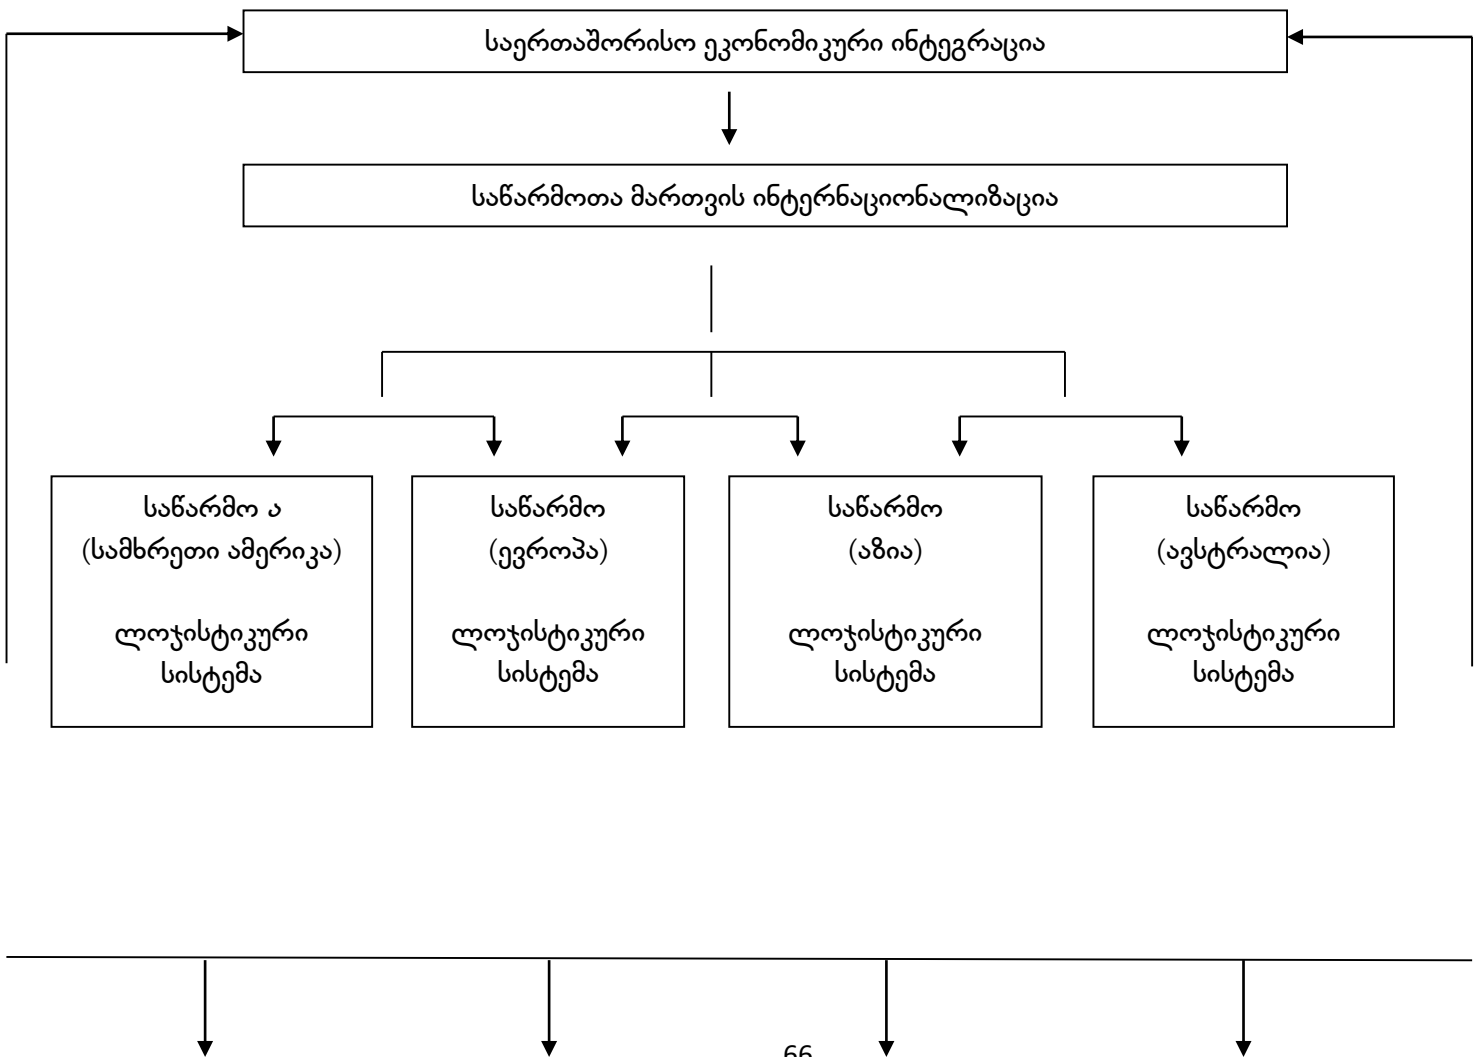 საერთაშორისო ეკონომიკური ინტეგრაცია
საწარმოთა მართვის ინტერნაციონალიზაცია
საწარმო ა
(სამხრეთი ამერიკა)
ლოჯისტიკური
სისტემა
საწარმო
(ევროპა)
ლოჯისტიკური
სისტემა
საწარმო
(აზია)
ლოჯისტიკური
სისტემა
საწარმო
(ავსტრალია)
ლოჯისტიკური
სისტემა
66